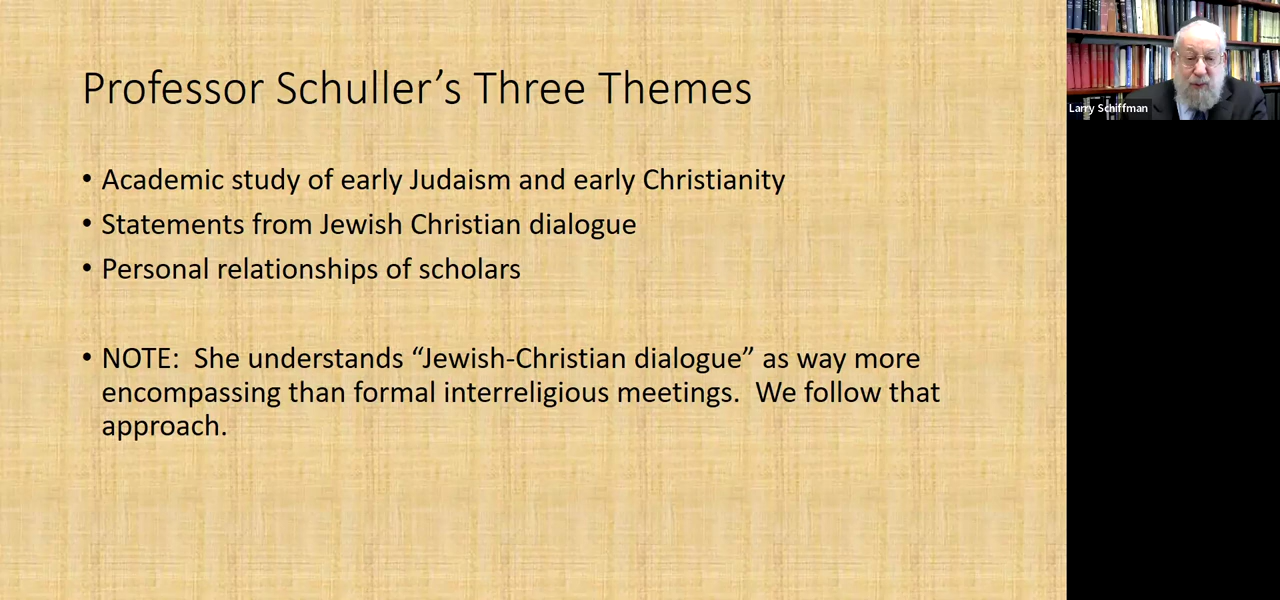 Professor Schuller’s Three Themes
• Academic study of early Judaism and early Christianity
• Statements from Jewish Christian dialogue
• Personal relationships of scholars
• NOTE:  She understands “Jewish-Christian dialogue” as way more
encompassing than formal interreligious meetings.  We follow that
approach.
Larry Schiffman